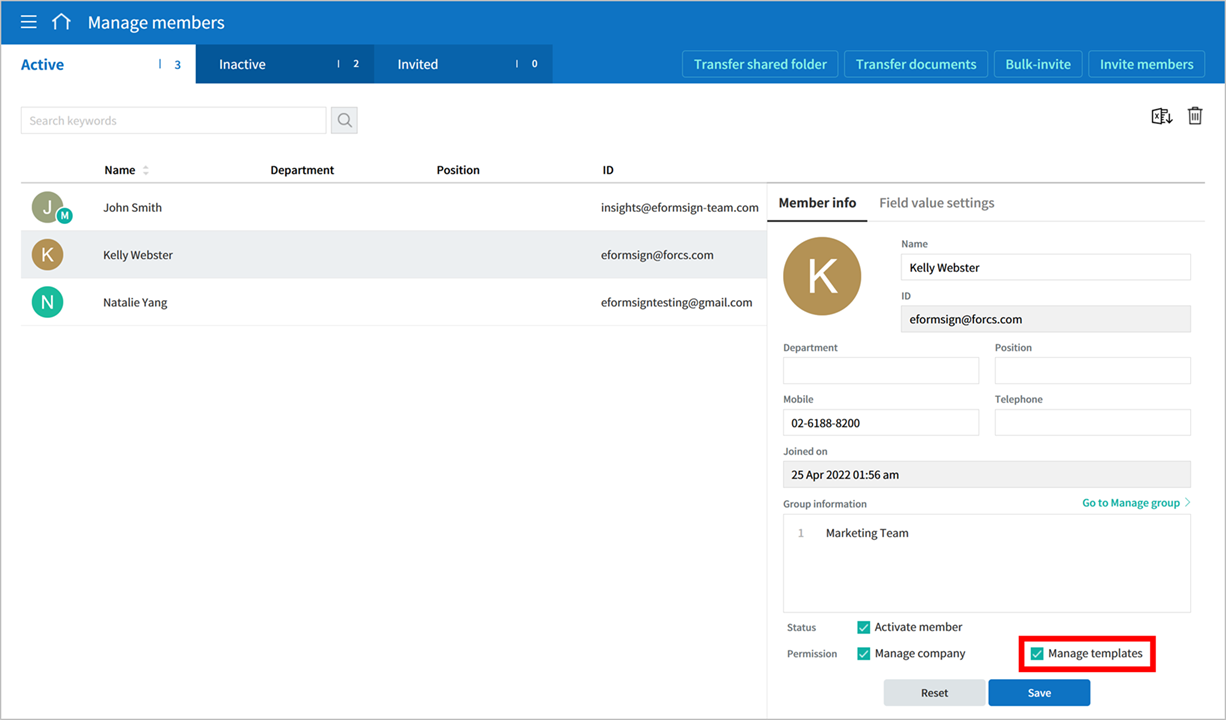 Manage members
Active | 3
Inactive | 2
Invited | 0
Transfer shared folder
Transfer documents
Bulk-invite
Invite members
Search keywords
Name Department Position ID
J M John Smith insights@eformsign-team.com
K Kelly Webster eformsign@forcs.com
N Natalie Yang eformsigntesting@gmail.com
Member info Field value settings
K
Name
Kelly Webster
ID
eformsign@forcs.com
Department Position
Mobile Telephone
02-6188-8200
Joined on
25 Apr 2022 01:56 am
Group information Go to Manage group >
1 Marketing Team
Status Activate member
Permission Manage company Manage templates
Reset Save